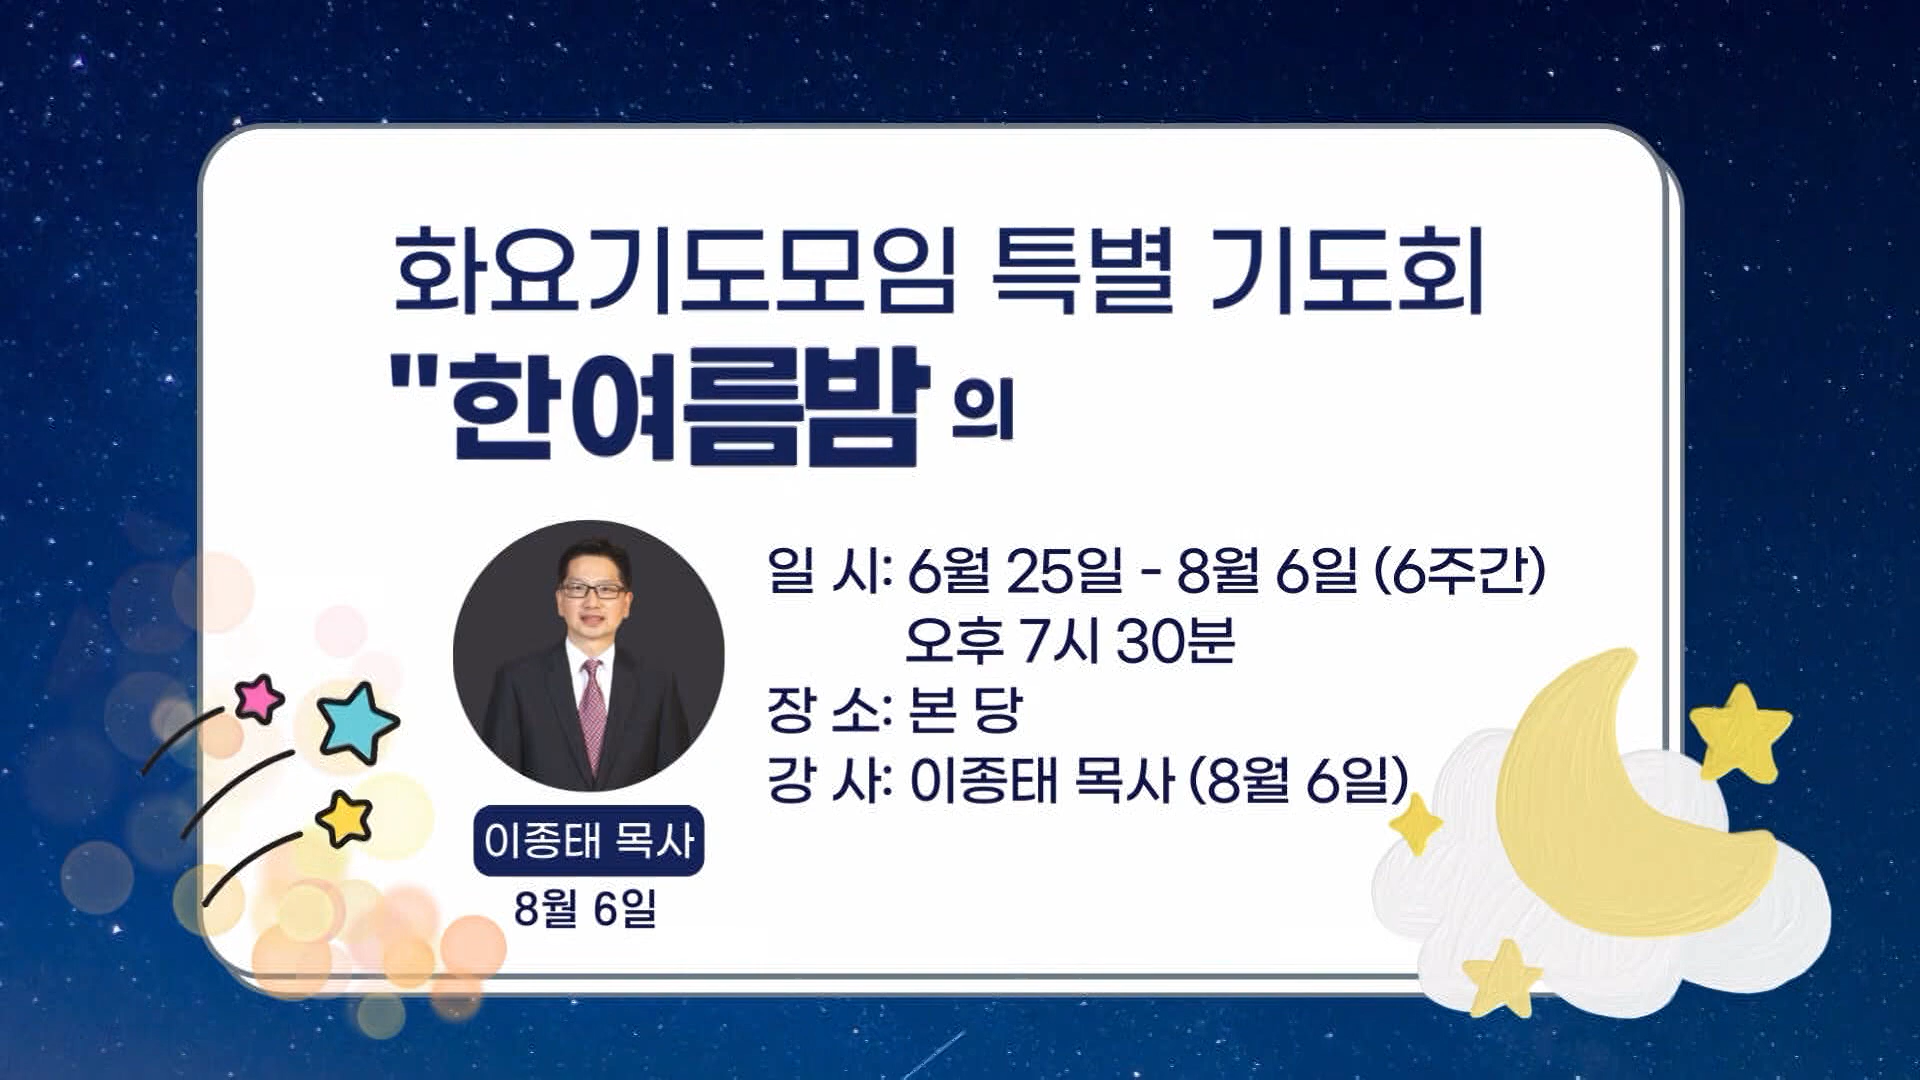 화요기도모임 특별 기도회
"한여름밤 의
일 시: 6월 25일 - 8월 6일 (6주간)
오후 7시 30분
장 소: 본 당
강 사: 이종태 목사 (8월 6일)
이종태 목사
8월 6일